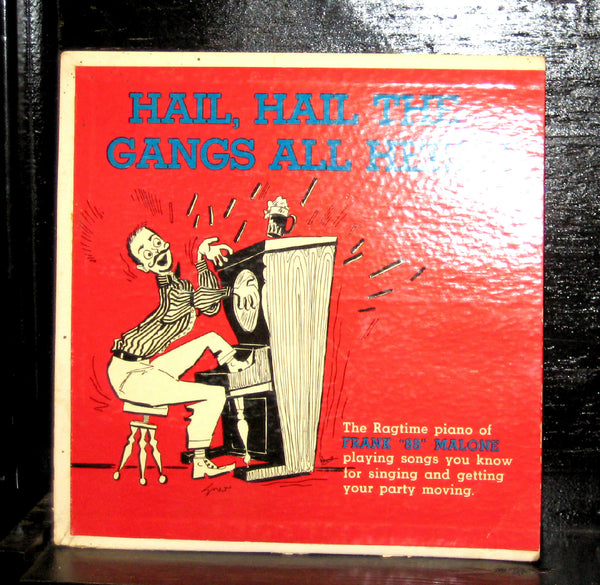 HAIL, HAIL THE
GANGS ALL HERE
The Ragtime piano of
FRANK "88" MALONE
playing songs you know
for singing and getting
your party moving.